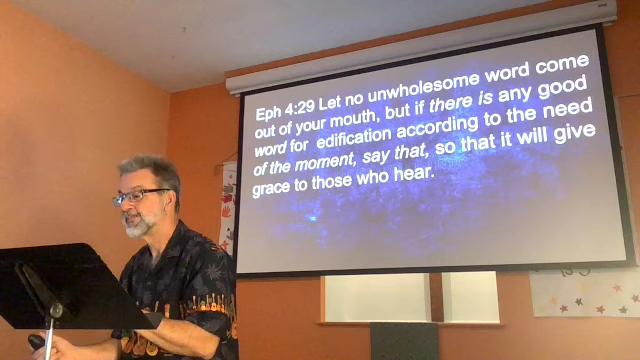 Eph 4:29 Let no unwholesome word come
out of your mouth, but if there is any good
word for edification according to the need
of the moment, say that, so that it will give
grace to those who hear.